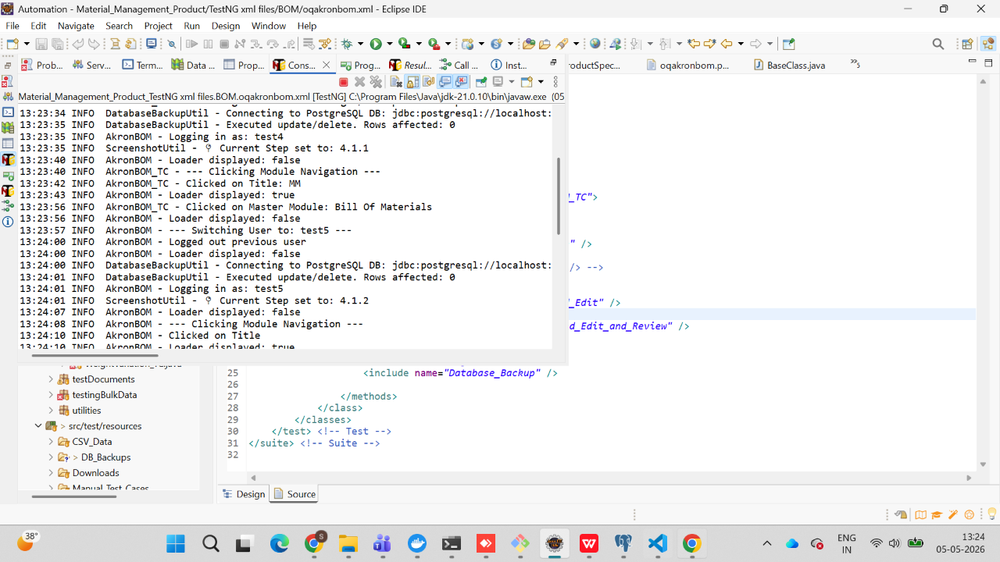 Automation - Material_Management_Product/TestNG xml files/BOM/oqakronbom.xml - Eclipse IDE
File Edit Navigate Search Project Run Design Window Help
Prob... Serv... Term... Data ... Prop... Cons... Prog... Resul... Call ... Inst... roductSpec... oqakronbom.p... BaseClass.java »5
Material_Management_Product_TestNG xml files.BOM.oqakronbom.xml [TestNG] C:\Program Files\Java\jdk-21.0.10\bin\javaw.exe (05
13:23:34 INFO DatabaseBackupUtil - Connecting to PostgreSQL DB: jdbc:postgresql://localhost:
13:23:35 INFO DatabaseBackupUtil - Executed update/delete. Rows affected: 0
13:23:35 INFO AkronBOM - Logging in as: test4
13:23:35 INFO ScreenshotUtil - Current Step set to: 4.1.1
13:23:40 INFO AkronBOM - Loader displayed: false
13:23:40 INFO AkronBOM_TC - --- Clicking Module Navigation ---
13:23:42 INFO AkronBOM_TC - Clicked on Title: MM
13:23:43 INFO AkronBOM - Loader displayed: true
13:23:56 INFO AkronBOM_TC - Clicked on Master Module: Bill Of Materials
13:23:56 INFO AkronBOM - Loader displayed: false
13:23:57 INFO AkronBOM - --- Switching User to: test5 ---
13:24:00 INFO AkronBOM - Logged out previous user
13:24:00 INFO AkronBOM - Loader displayed: false
13:24:00 INFO DatabaseBackupUtil - Connecting to PostgreSQL DB: jdbc:postgresql://localhost:
13:24:01 INFO DatabaseBackupUtil - Executed update/delete. Rows affected: 0
13:24:01 INFO AkronBOM - Logging in as: test5
13:24:01 INFO ScreenshotUtil - Current Step set to: 4.1.2
13:24:07 INFO AkronBOM - Loader displayed: false
13:24:08 INFO AkronBOM - --- Clicking Module Navigation ---
13:24:10 INFO AkronBOM - Clicked on Title
13:24:10 INFO AkronBOM - Loader displayed: true
_TC">
" />
/> -->
_Edit" />
d_Edit_and_Review" />
WeightVariation_TC.java
testDocuments
testingBulkData
utilities
> src/test/resources
CSV_Data
> DB_Backups
Downloads
Manual_Test_Cases
25 <include name="Database_Backup" />
26
27 </methods>
28 </class>
29 </classes>
30 </test> <!-- Test -->
31 </suite> <!-- Suite -->
32
Design Source
38°
S
ENG
IN
13:24
05-05-2026